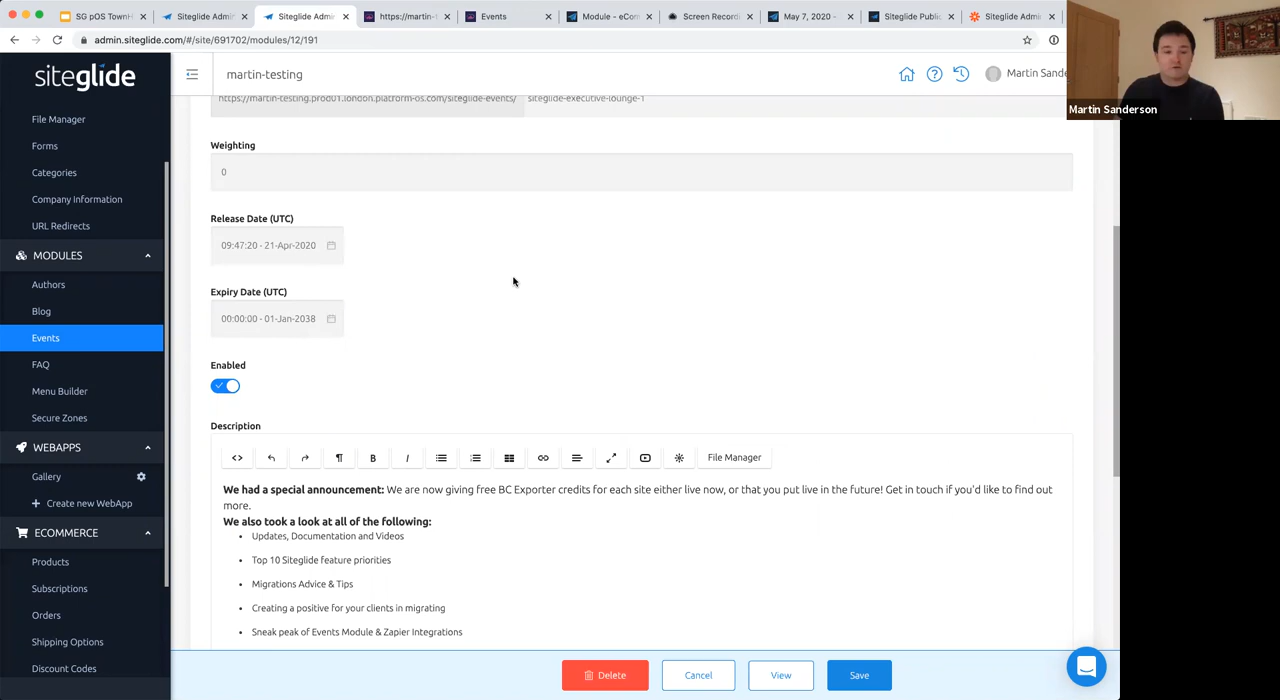 SG pOS TownH
Siteglide Admin
Siteglide Admin
https://martin-t
Events
Module - eCom
Screen Recordi
May 7, 2020 -
Siteglide Public
Siteglide Admin
admin.siteglide.com/#/site/691702/modules/12/191
siteglide
martin-testing
Martin Sande
Martin Sanderson
File Manager
Forms
Categories
Company Information
URL Redirects
MODULES
Authors
Blog
Events
FAQ
Menu Builder
Secure Zones
WEBAPPS
Gallery
Create new WebApp
ECOMMERCE
Products
Subscriptions
Orders
Shipping Options
Discount Codes
https://martin-testing.prod01.london.platform-os.com/siteglide-events/ siteglide-executive-lounge-1
Weighting
0
Release Date (UTC)
09:47:20 - 21-Apr-2020
Expiry Date (UTC)
00:00:00 - 01-Jan-2038
Enabled
Description
B I File Manager
We had a special announcement: We are now giving free BC Exporter credits for each site either live now, or that you put live in the future! Get in touch if you'd like to find out
more.
We also took a look at all of the following:
• Updates, Documentation and Videos
• Top 10 Siteglide feature priorities
• Migrations Advice & Tips
• Creating a positive for your clients in migrating
• Sneak peak of Events Module & Zapier Integrations
Delete
Cancel
View
Save